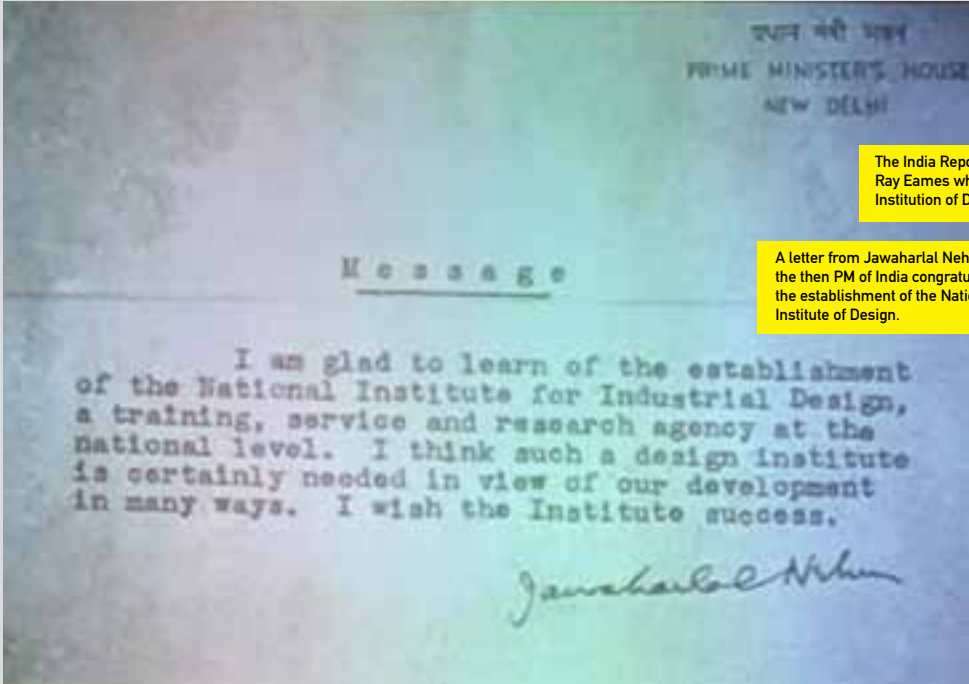 प्रधान मंत्री भवन
PRIME MINISTER'S HOUSE
NEW DELHI
The India Repo
Ray Eames wh
Institution of D
A letter from Jawaharlal Neh
the then PM of India congratu
the establishment of the Nati
Institute of Design.
Message
I am glad to learn of the establishment
of the National Institute for Industrial Design,
a training, service and research agency at the
national level. I think such a design institute
is certainly needed in view of our development
in many ways. I wish the Institute success.
Jawaharlal Nehru